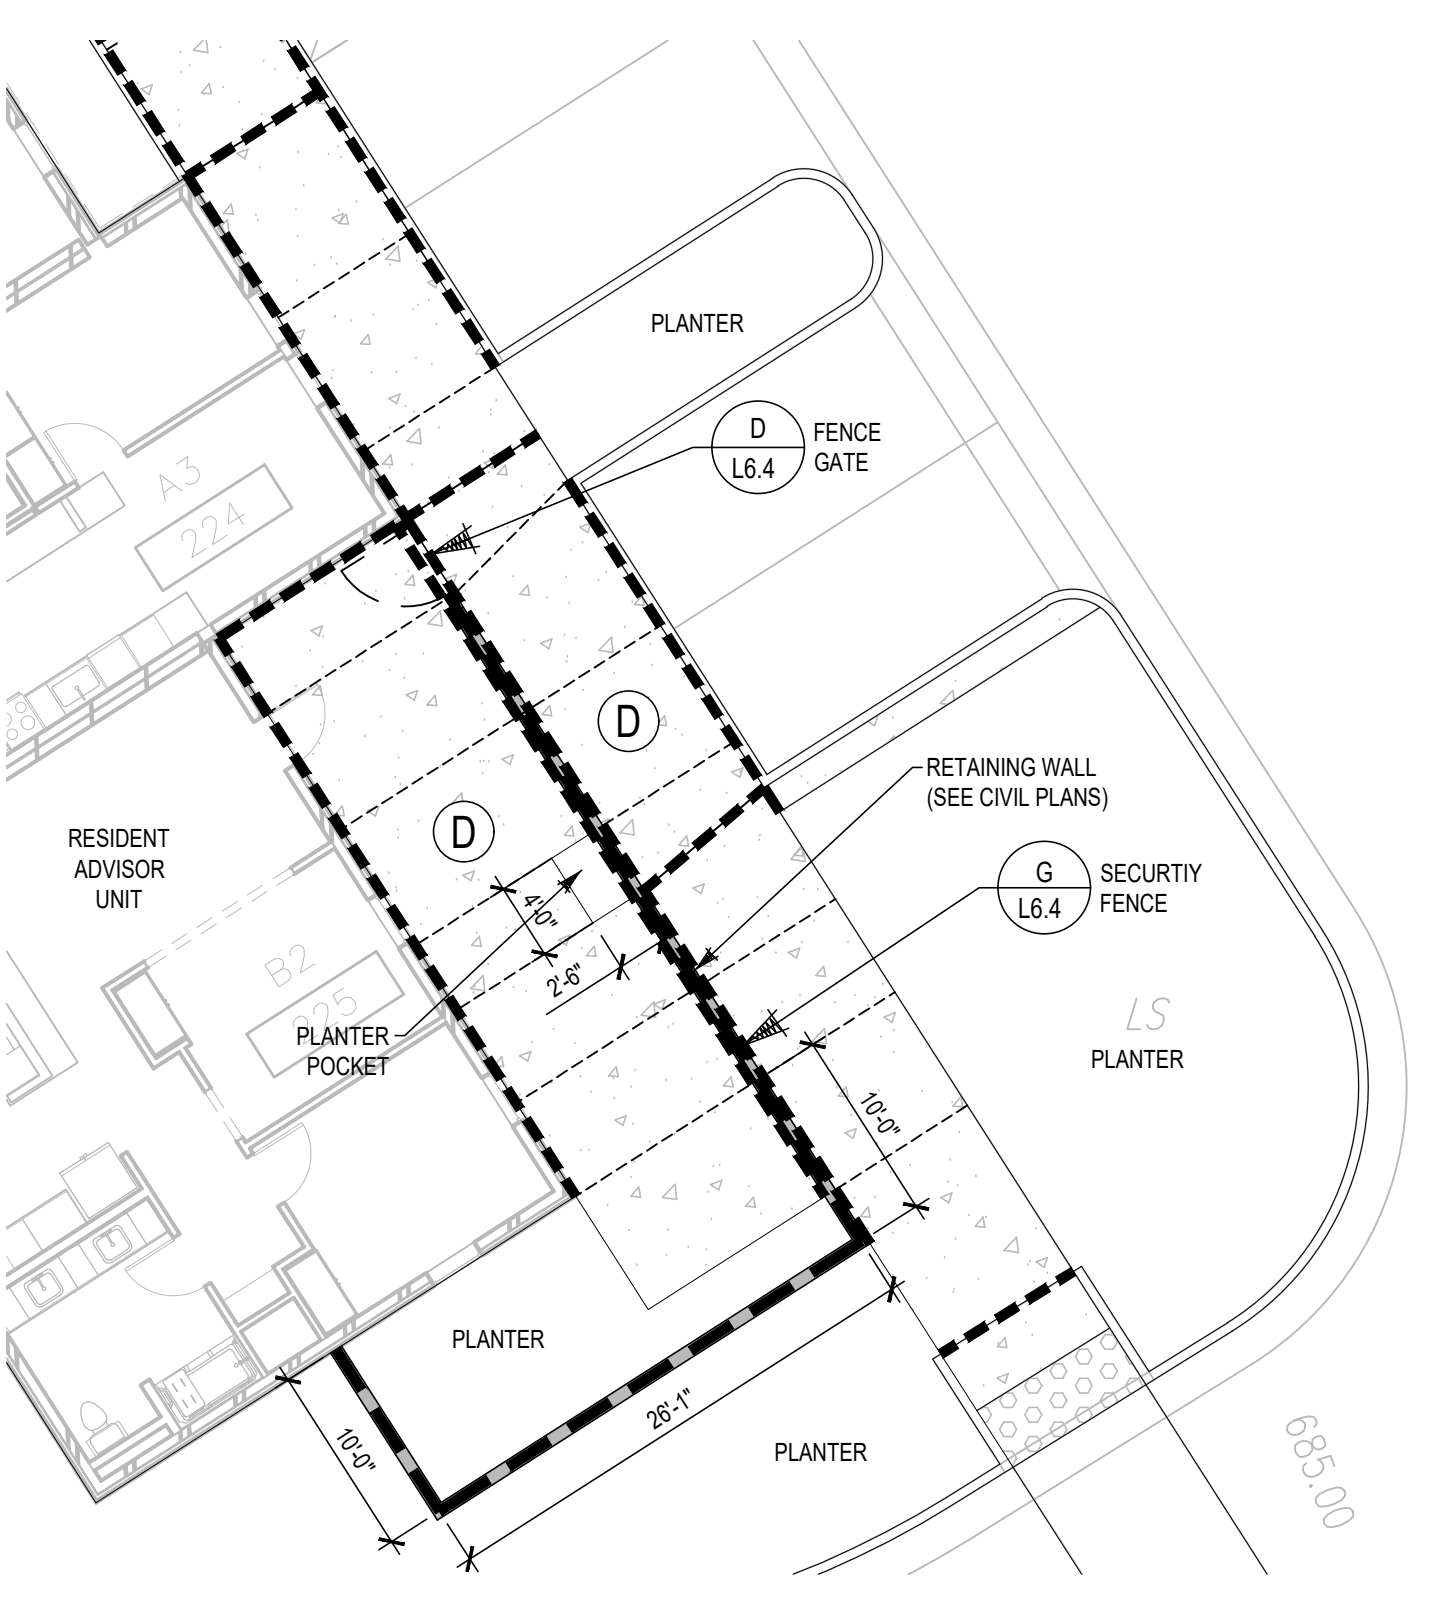 PLANTER
D
L6.4
FENCE
GATE
A3
224
D
RETAINING WALL
(SEE CIVIL PLANS)
D
RESIDENT
ADVISOR
UNIT
G
L6.4
SECURTIY
FENCE
4'-0"
B2
2'-6"
225
PLANTER
POCKET
LS
PLANTER
10'-0"
PLANTER
26'-1"
10'-0"
PLANTER
685.00